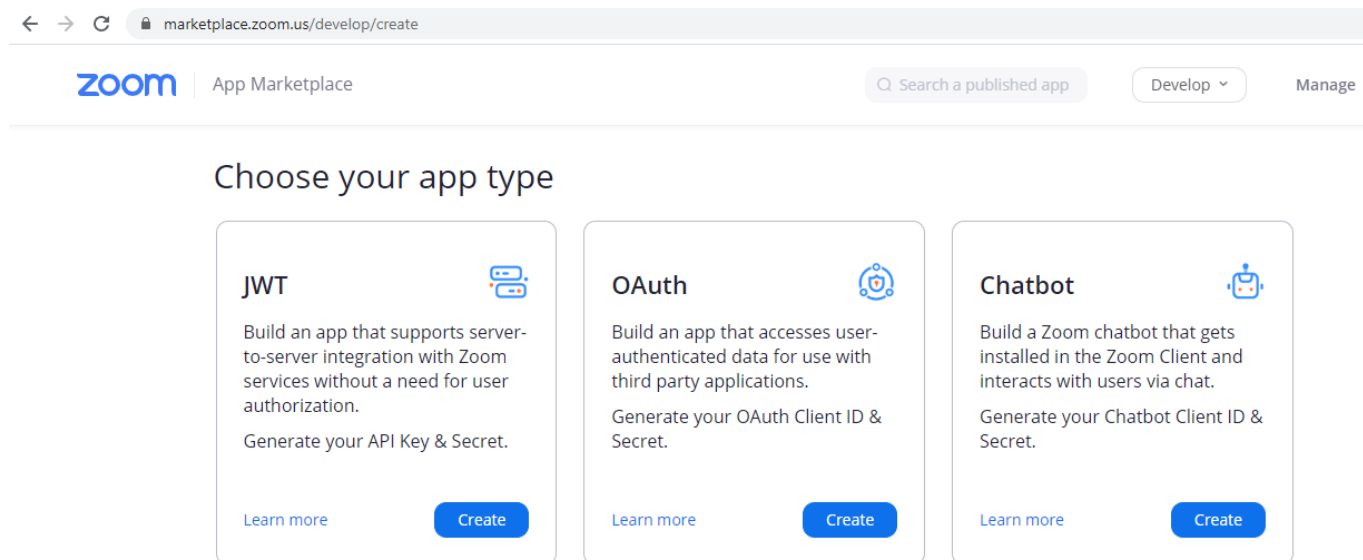 marketplace.zoom.us/develop/create
zoom App Marketplace Search a published app Develop Manage
Choose your app type
JWT
Build an app that supports server-
to-server integration with Zoom
services without a need for user
authorization.
Generate your API Key & Secret.
Learn more Create
OAuth
Build an app that accesses user-
authenticated data for use with
third party applications.
Generate your OAuth Client ID &
Secret.
Learn more Create
Chatbot
Build a Zoom chatbot that gets
installed in the Zoom Client and
interacts with users via chat.
Generate your Chatbot Client ID &
Secret.
Learn more Create